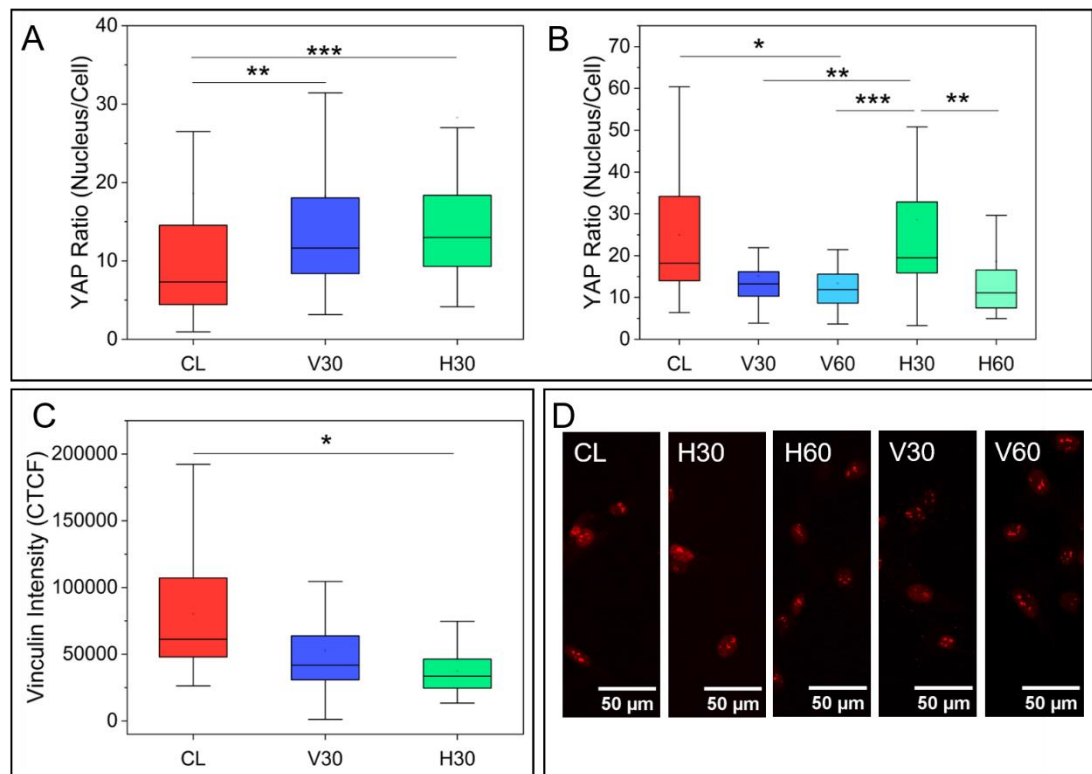 A
YAP Ratio (Nucleus/Cell)
40
30
20
10
0
***
**
CL V30 H30
B
YAP Ratio (Nucleus/Cell)
70
60
50
40
30
20
10
0
*
**
*** **
CL V30 V60 H30 H60
C
Vinculin Intensity (CTCF)
200000
150000
100000
50000
0
*
CL V30 H30
D
CL H30 H60 V30 V60
50 µm 50 µm 50 µm 50 µm 50 µm